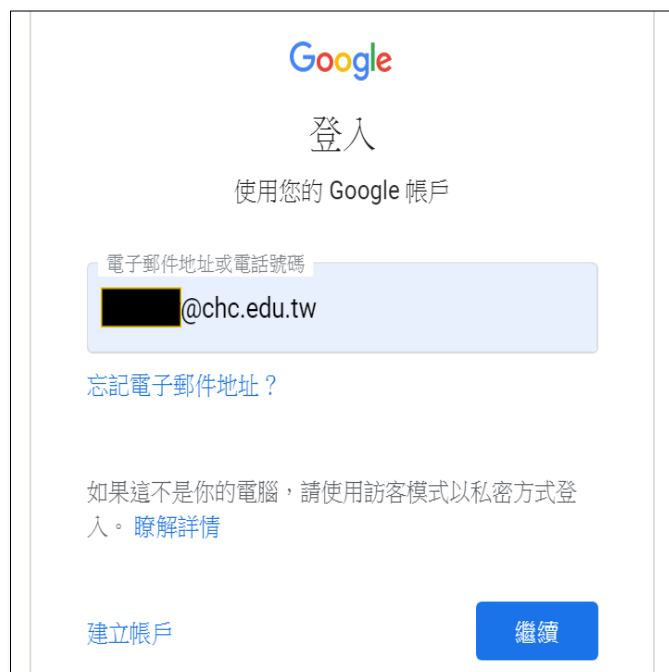 Google
登入
使用您的 Google 帳戶
電子郵件地址或電話號碼
@chc.edu.tw
忘記電子郵件地址？
如果這不是你的電腦，請使用訪客模式以私密方式登
入。瞭解詳情
建立帳戶
繼續